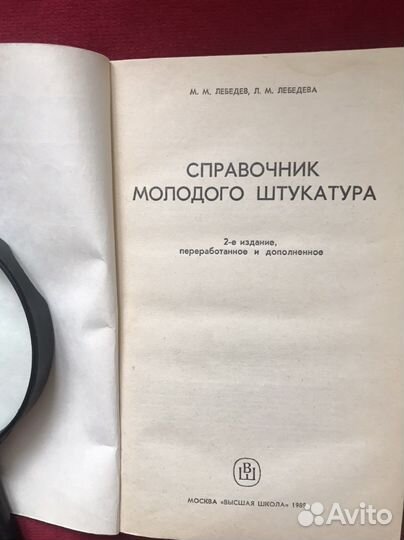 М. М. ЛЕБЕДЕВ, Л. М. ЛЕБЕДЕВА
СПРАВОЧНИК
МОЛОДОГО ШТУКАТУРА
2-е издание,
переработанное и дополненное
В
Ш
МОСКВА «ВЫСШАЯ ШКОЛА»
Avito